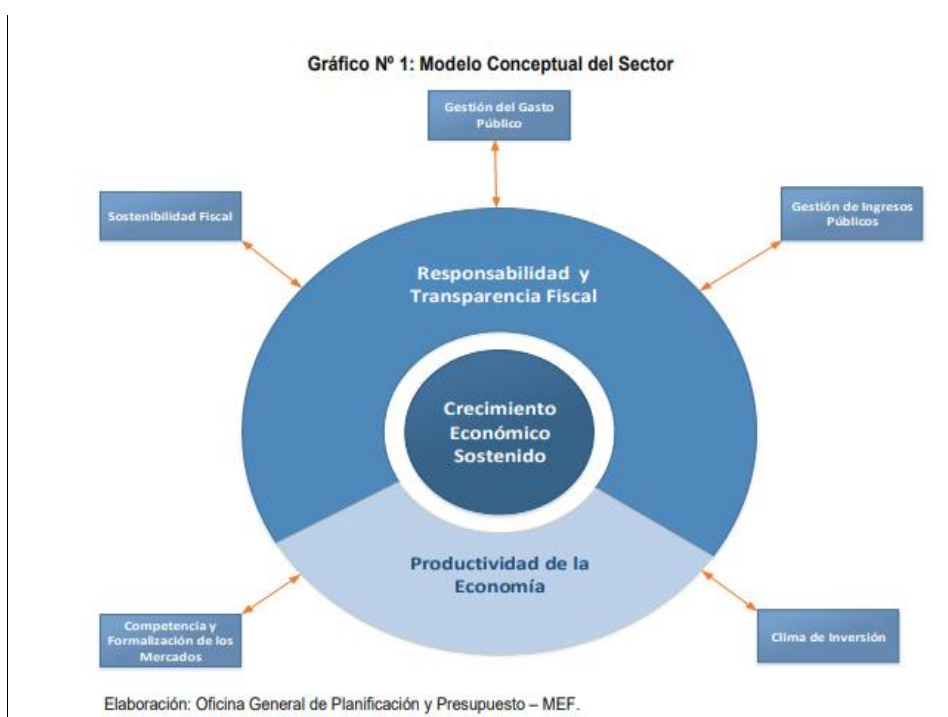 Gráfico Nº 1: Modelo Conceptual del Sector
Gestión del Gasto
Público
Sostenibilidad Fiscal
Gestión de Ingresos
Públicos
Responsabilidad y
Transparencia Fiscal
Crecimiento
Económico
Sostenido
Productividad de la
Economía
Competencia y
Formalización de los
Mercados
Clima de Inversión
Elaboración: Oficina General de Planificación y Presupuesto – MEF.